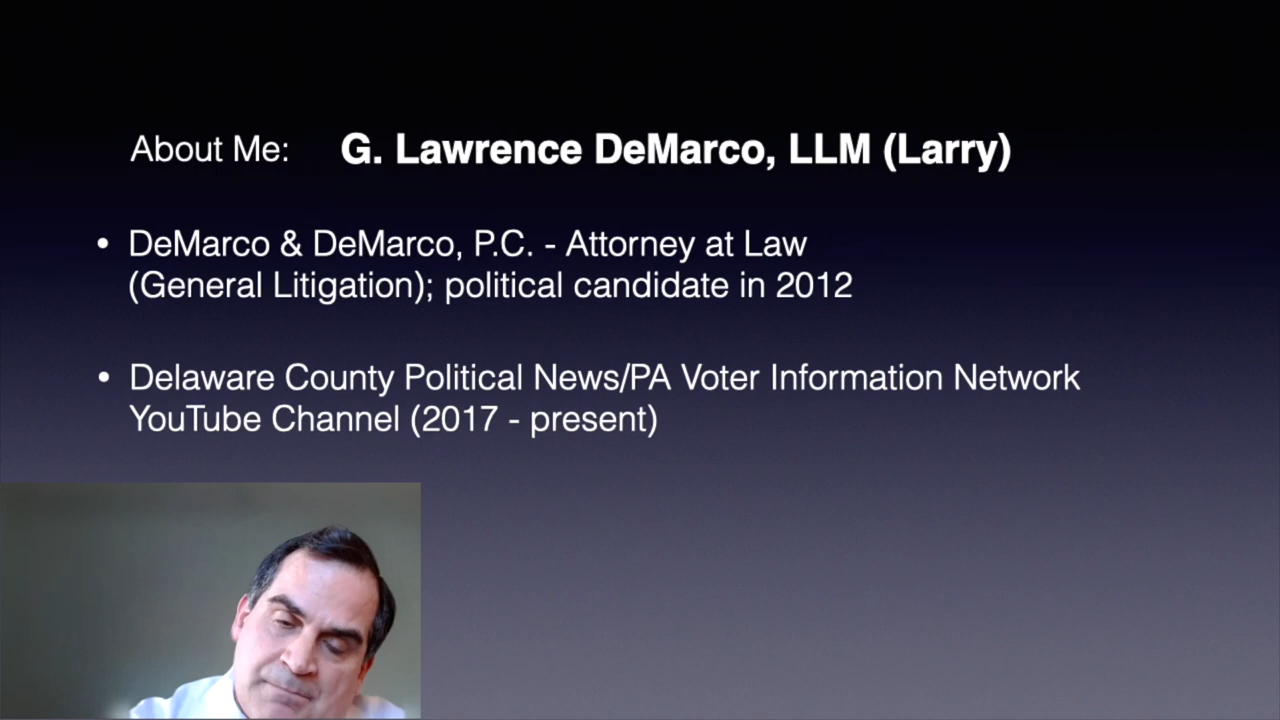 About Me: G. Lawrence DeMarco, LLM (Larry)
• DeMarco & DeMarco, P.C. - Attorney at Law
(General Litigation); political candidate in 2012
• Delaware County Political News/PA Voter Information Network
YouTube Channel (2017 - present)